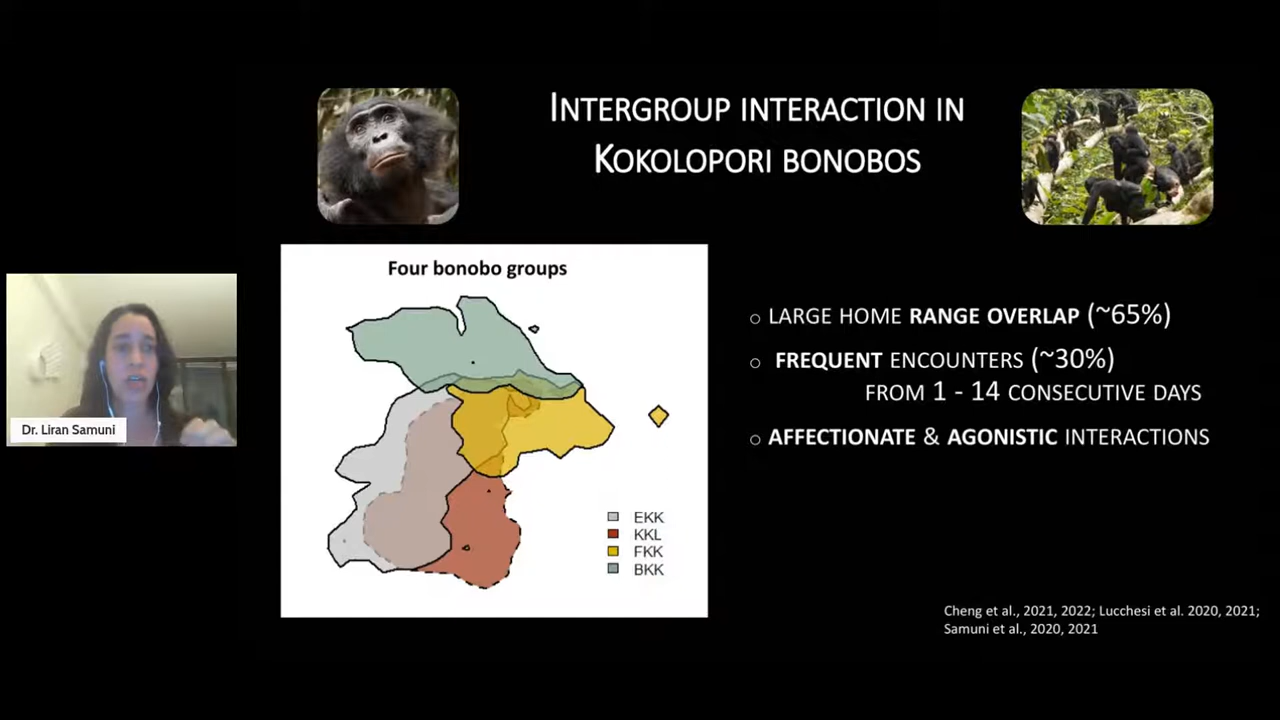 INTERGROUP INTERACTION IN
KOKOLOPORI BONOBOS
Four bonobo groups
EKK
KKL
FKK
BKK
Dr. Liran Samuni
○ LARGE HOME RANGE OVERLAP (~65%)
○ FREQUENT ENCOUNTERS (~30%)
FROM 1 - 14 CONSECUTIVE DAYS
○ AFFECTIONATE & AGONISTIC INTERACTIONS
Cheng et al., 2021, 2022; Lucchesi et al. 2020, 2021;
Samuni et al., 2020, 2021